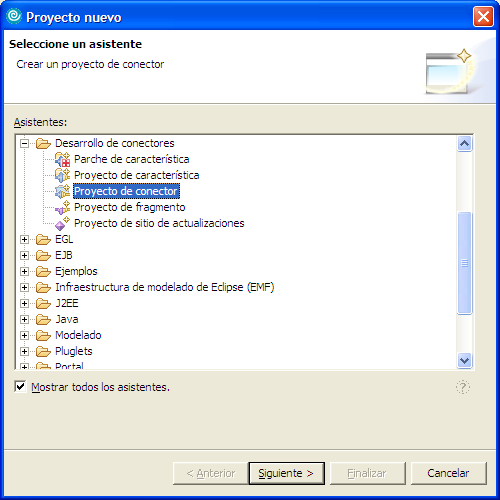 Proyecto nuevo
Seleccione un asistente
Crear un proyecto de conector
Asistentes:
Desarrollo de conectores
Parche de característica
Proyecto de característica
Proyecto de conector
Proyecto de fragmento
Proyecto de sitio de actualizaciones
EGL
EJB
Ejemplos
Infraestructura de modelado de Eclipse (EMF)
J2EE
Java
Modelado
Pluglets
Portal
Mostrar todos los asistentes.
< Anterior
Siguiente >
Finalizar
Cancelar